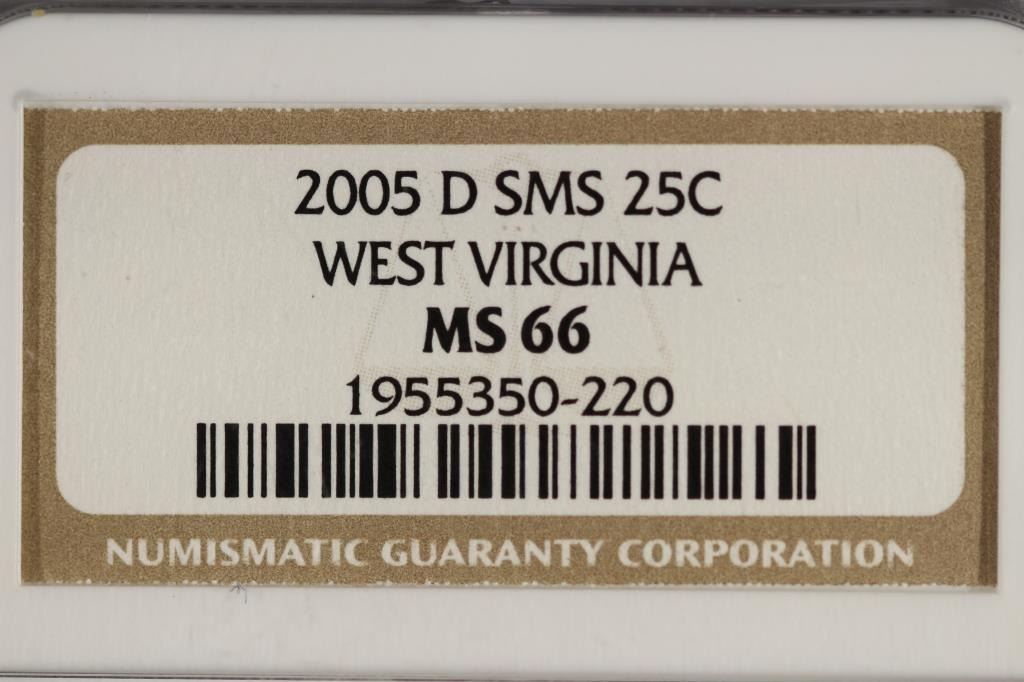 2005 D SMS 25C
WEST VIRGINIA
MS 66
1955350-220
NUMISMATIC GUARANTY CORPORATION